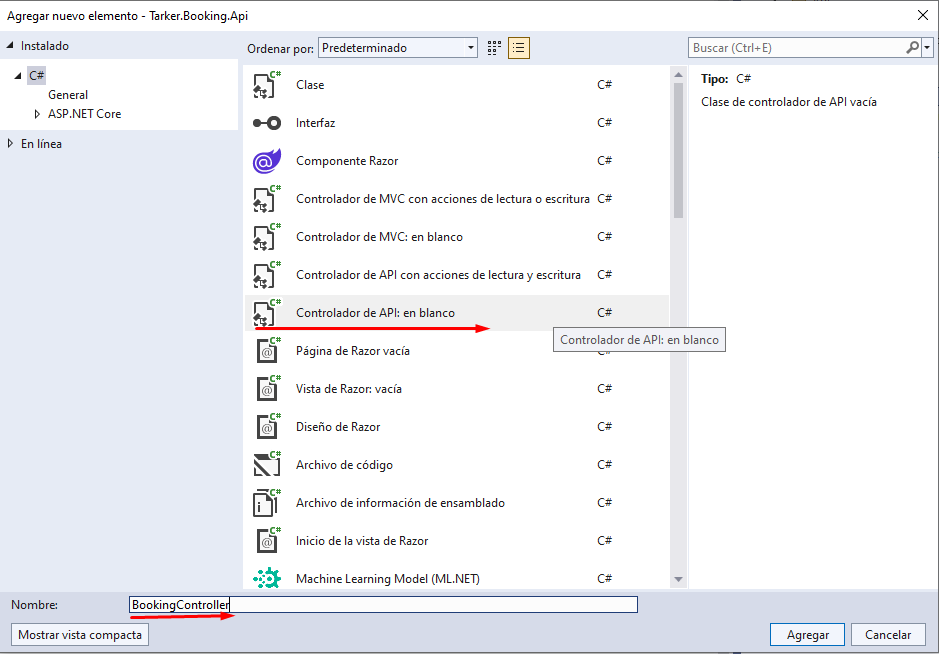 Agregar nuevo elemento - Tarker.Booking.Api
Instalado
C#
General
ASP.NET Core
En línea
Ordenar por: Predeterminado
Buscar (Ctrl+E)
Clase C#
Interfaz C#
Componente Razor C#
Controlador de MVC con acciones de lectura o escritura C#
Controlador de MVC: en blanco C#
Controlador de API con acciones de lectura y escritura C#
Controlador de API: en blanco C#
Controlador de API: en blanco
Página de Razor vacía C#
Vista de Razor: vacía C#
Diseño de Razor C#
Archivo de código C#
Archivo de información de ensamblado C#
Inicio de la vista de Razor C#
Machine Learning Model (ML.NET) C#
Tipo: C#
Clase de controlador de API vacía
Nombre: BookingController
Mostrar vista compacta
Agregar
Cancelar